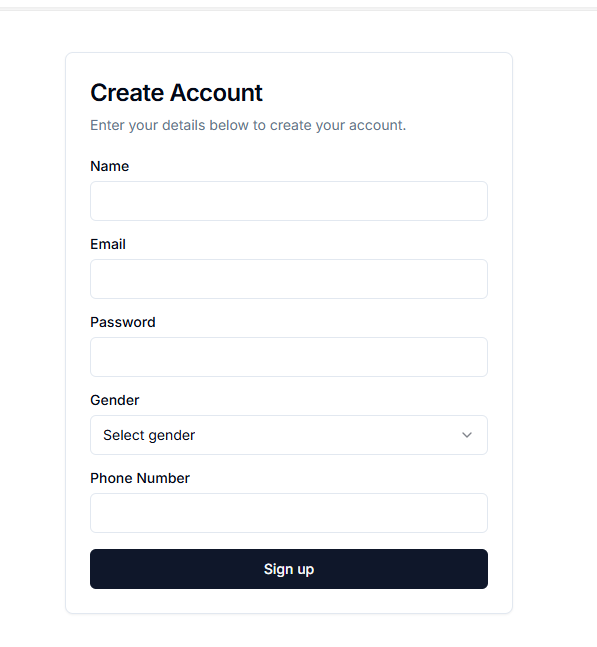 Create Account
Enter your details below to create your account.
Name
Email
Password
Gender
Select gender
Phone Number
Sign up